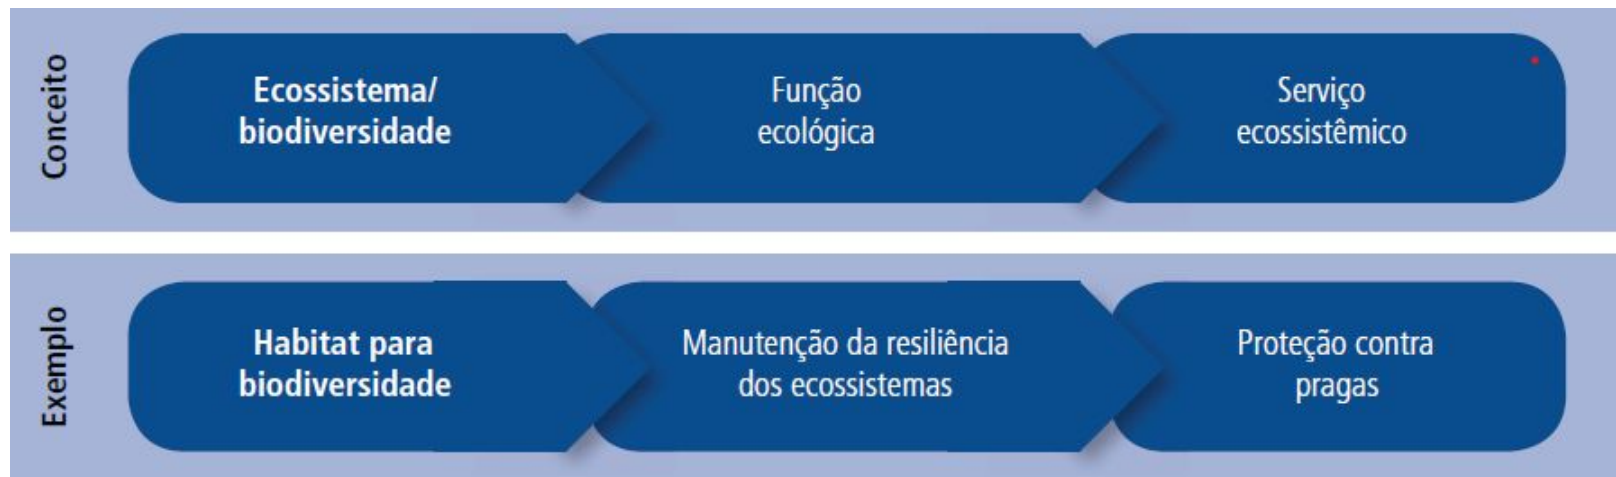 Conceito
Ecossistema/
biodiversidade
Função
ecológica
Serviço
ecossistêmico
Exemplo
Habitat para
biodiversidade
Manutenção da resiliência
dos ecossistemas
Proteção contra
pragas